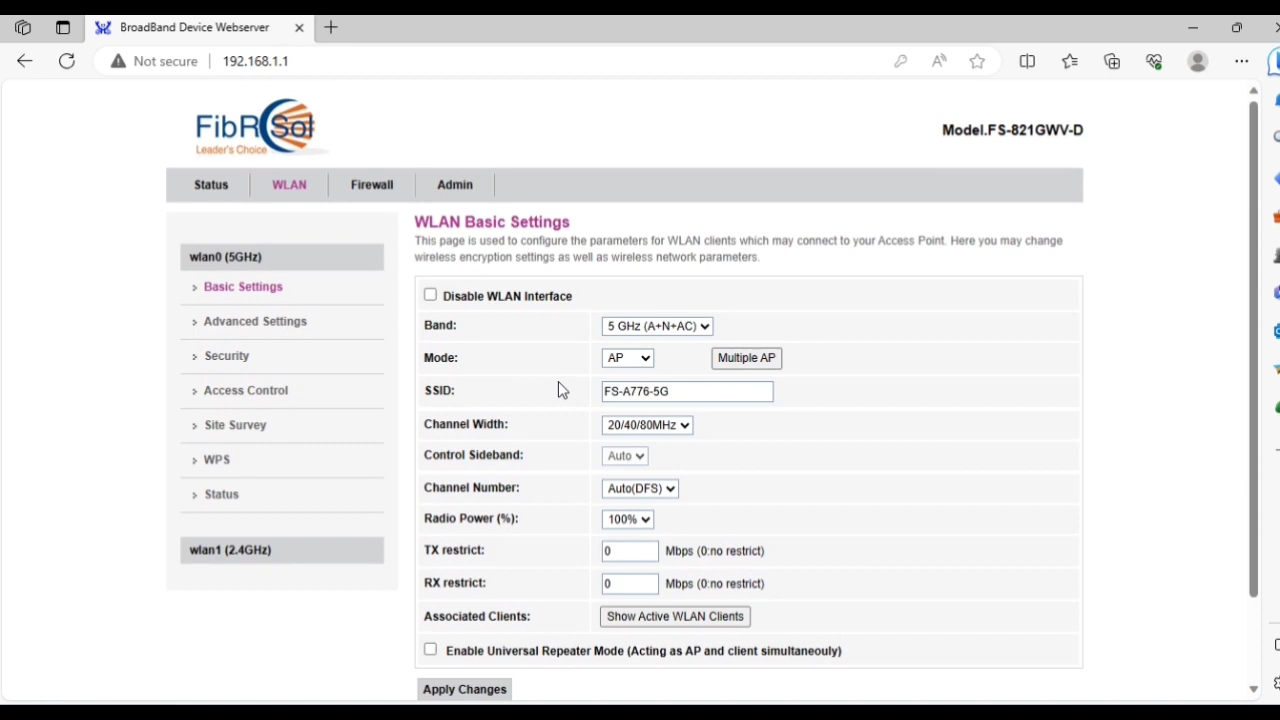 BroadBand Device Webserver
Not secure
192.168.1.1
FibRSol
Leader's Choice
Model.FS-821GWV-D
Status
WLAN
Firewall
Admin
wlan0 (5GHz)
> Basic Settings
> Advanced Settings
> Security
> Access Control
> Site Survey
> WPS
> Status
wlan1 (2.4GHz)
WLAN Basic Settings
This page is used to configure the parameters for WLAN clients which may connect to your Access Point. Here you may change
wireless encryption settings as well as wireless network parameters.
Disable WLAN Interface
Band: 5 GHz (A+N+AC)
Mode: AP Multiple AP
SSID: FS-A776-5G
Channel Width: 20/40/80MHz
Control Sideband: Auto
Channel Number: Auto(DFS)
Radio Power (%): 100%
TX restrict: 0 Mbps (0:no restrict)
RX restrict: 0 Mbps (0:no restrict)
Associated Clients: Show Active WLAN Clients
Enable Universal Repeater Mode (Acting as AP and client simultaneouly)
Apply Changes